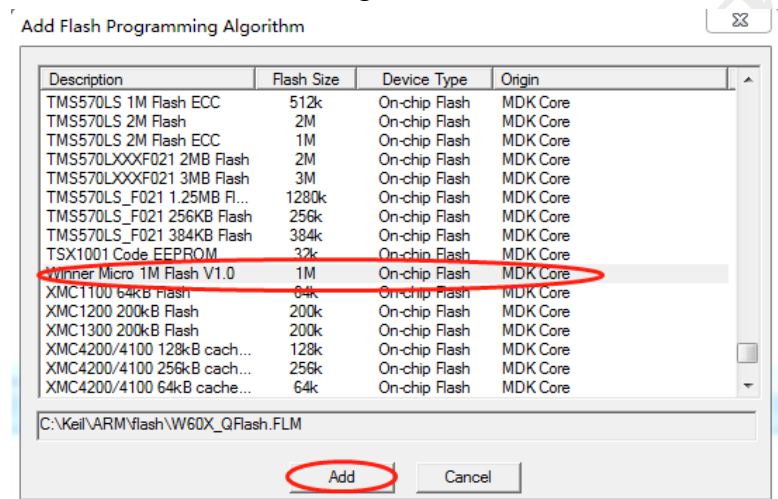 Add Flash Programming Algorithm
Description Flash Size Device Type Origin
TMS570LS 1M Flash ECC 512k On-chip Flash MDK Core
TMS570LS 2M Flash 2M On-chip Flash MDK Core
TMS570LS 2M Flash ECC 1M On-chip Flash MDK Core
TMS570LXXXF021 2MB Flash 2M On-chip Flash MDK Core
TMS570LXXXF021 3MB Flash 3M On-chip Flash MDK Core
TMS570LS_F021 1.25MB Fl... 1280k On-chip Flash MDK Core
TMS570LS_F021 256KB Flash 256k On-chip Flash MDK Core
TMS570LS_F021 384KB Flash 384k On-chip Flash MDK Core
TSX1001 Code EEPROM 32k On-chip Flash MDK Core
Winner Micro 1M Flash V1.0 1M On-chip Flash MDK Core
XMC1100 64kB Flash 64k On-chip Flash MDK Core
XMC1200 200kB Flash 200k On-chip Flash MDK Core
XMC1300 200kB Flash 200k On-chip Flash MDK Core
XMC4200/4100 128kB cach... 128k On-chip Flash MDK Core
XMC4200/4100 256kB cach... 256k On-chip Flash MDK Core
XMC4200/4100 64kB cache... 64k On-chip Flash MDK Core
C:\Keil\ARM\flash\W60X_QFlash.FLM
Add Cancel